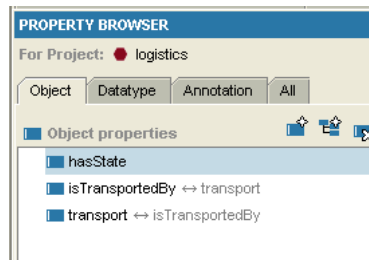 PROPERTY BROWSER
For Project: logistics
Object Datatype Annotation All
Object properties
hasState
isTransportedBy ↔ transport
transport ↔ isTransportedBy